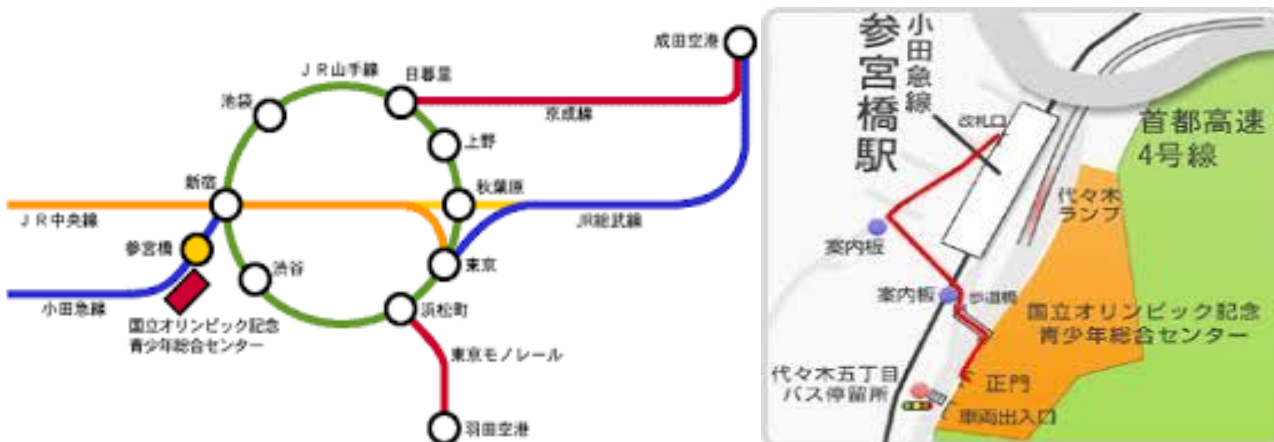 成田空港
JR山手線
日暮里
京成線
池袋
上野
新宿
秋葉原
JR中央線
JR総武線
参宮橋
渋谷
東京
小田急線
浜松町
国立オリンピック記念
青少年総合センター
東京モノレール
羽田空港
小田急線
参宮橋駅
改札口
首都高速
4号線
代々木
ランプ
案内板
案内板
歩道橋
国立オリンピック記念
青少年総合センター
代々木五丁目
バス停留所
正門
車両出入口